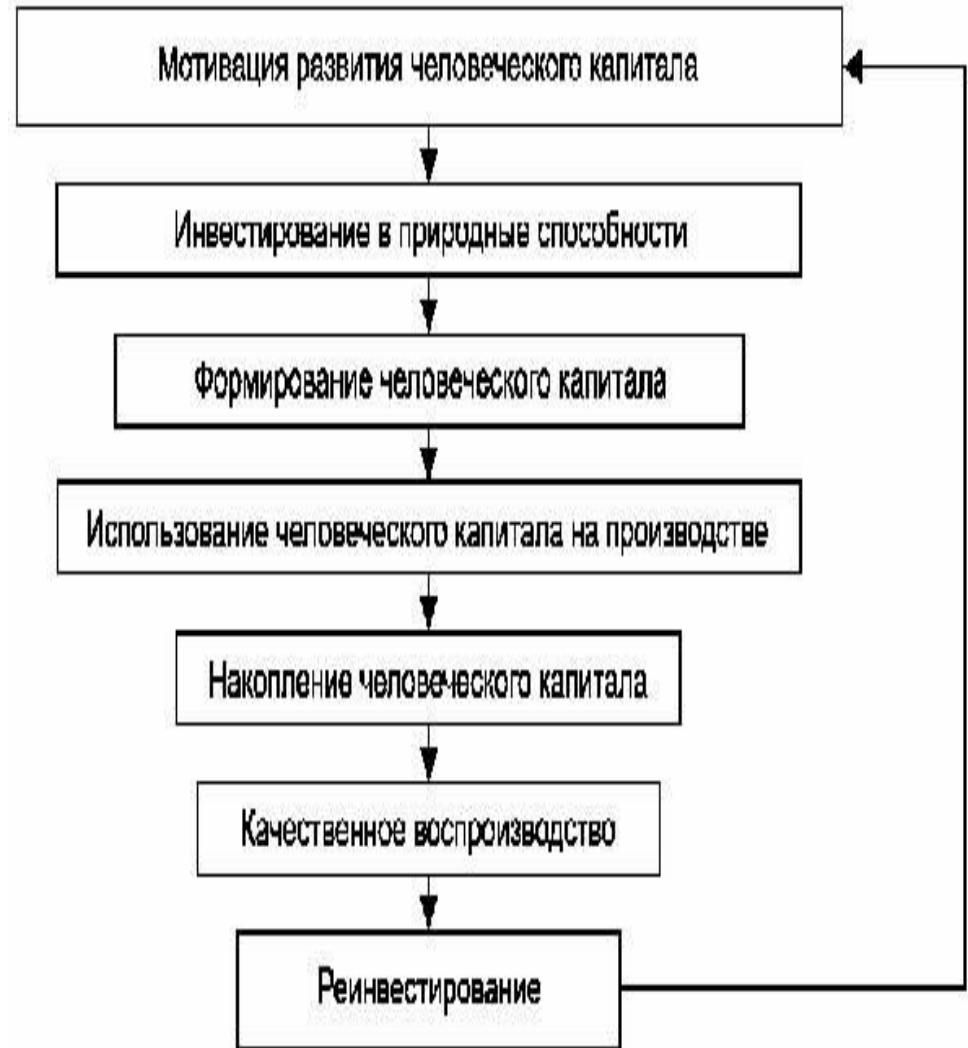 Мотивация развития человеческого капитала
Инвестирование в природные способности
Формирование человеческого капитала
Использование человеческого капитала на производстве
Накопление человеческого капитала
Качественное воспроизводство
Реинвестирование